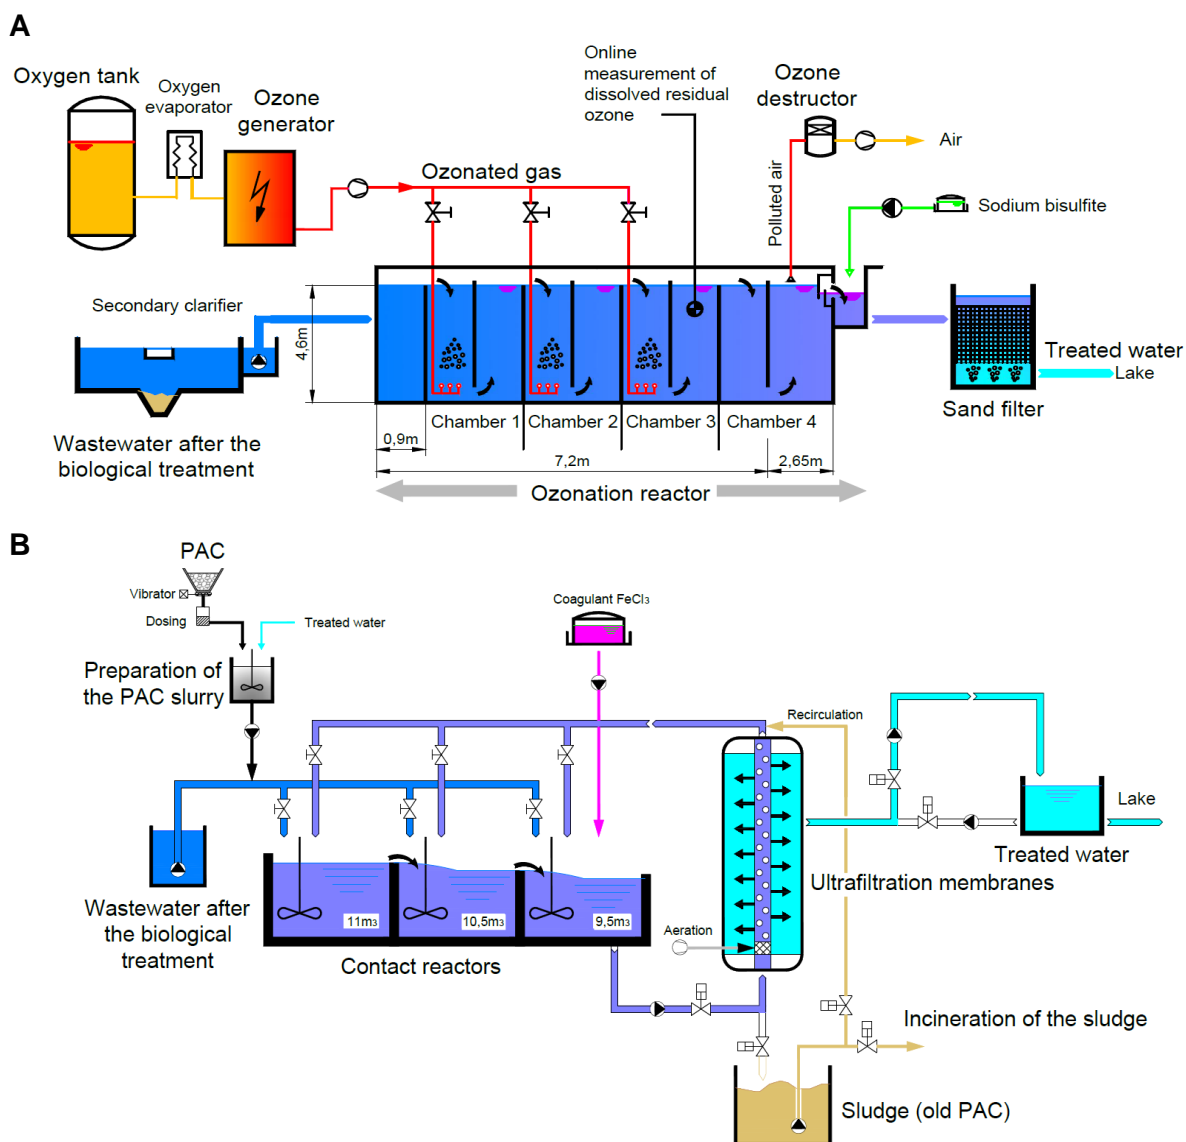 A
Oxygen tank
Oxygen
evaporator
Ozone
generator
Online
measurement of
dissolved residual
ozone
Ozone
destructor
Air
Ozonated gas
Polluted air
Sodium bisulfite
Secondary clarifier
4,6m
Treated water
Lake
Sand filter
Wastewater after the
biological treatment
Chamber 1
Chamber 2
Chamber 3
Chamber 4
0,9m
7,2m
2,65m
Ozonation reactor
B
PAC
Vibrator
Dosing
Treated water
Coagulant FeCl3
Preparation of
the PAC slurry
Recirculation
Lake
Treated water
Ultrafiltration membranes
11m3
10,5m3
9,5m3
Wastewater after
the biological
treatment
Contact reactors
Aeration
Incineration of the sludge
Sludge (old PAC)